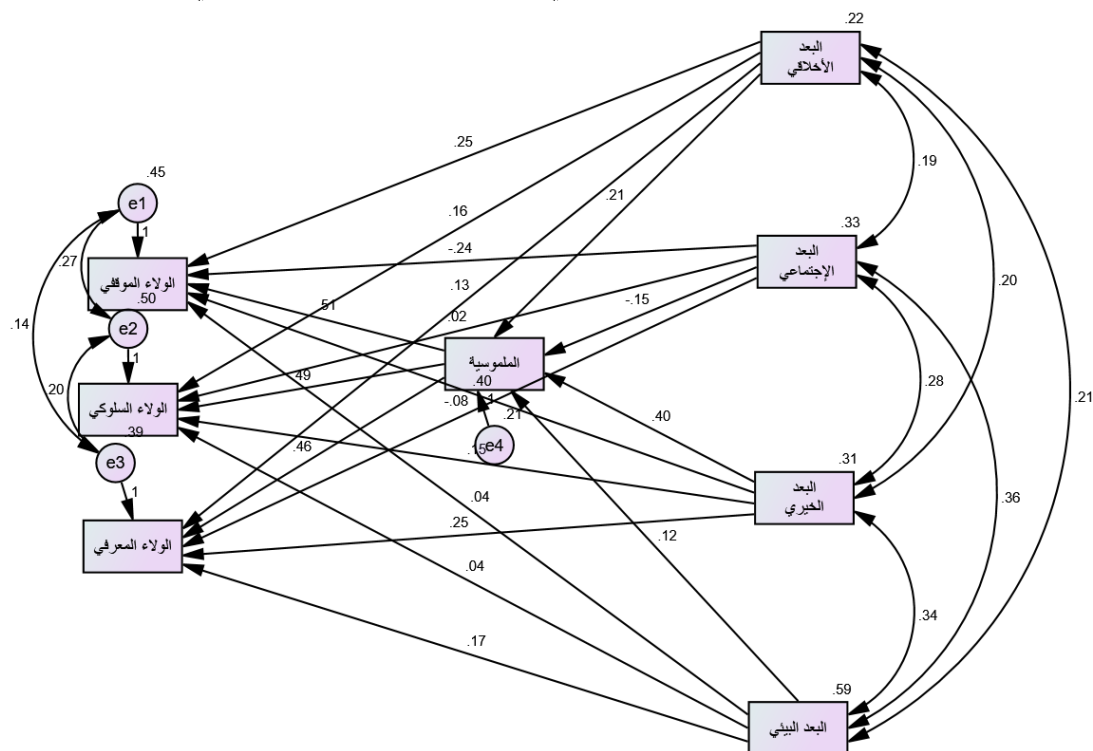 .22
البعد
الأخلاقي
.25
.45
e1
1
.19
.21
.16
.33
البعد
الإجتماعي
-.24
.27
الولاء الموقفي
.50
.13
.20
-.15
.51
.02
.14
e2
1
الملموسية
.40
.49
.28
.21
.20
الولاء السلوكي
.39
-.08
1
.21
.40
e4
.15
.46
e3
1
.31
البعد
الخيري
.36
.04
.25
.12
الولاء المعرفي
.04
.34
.17
.59
البعد البيئي